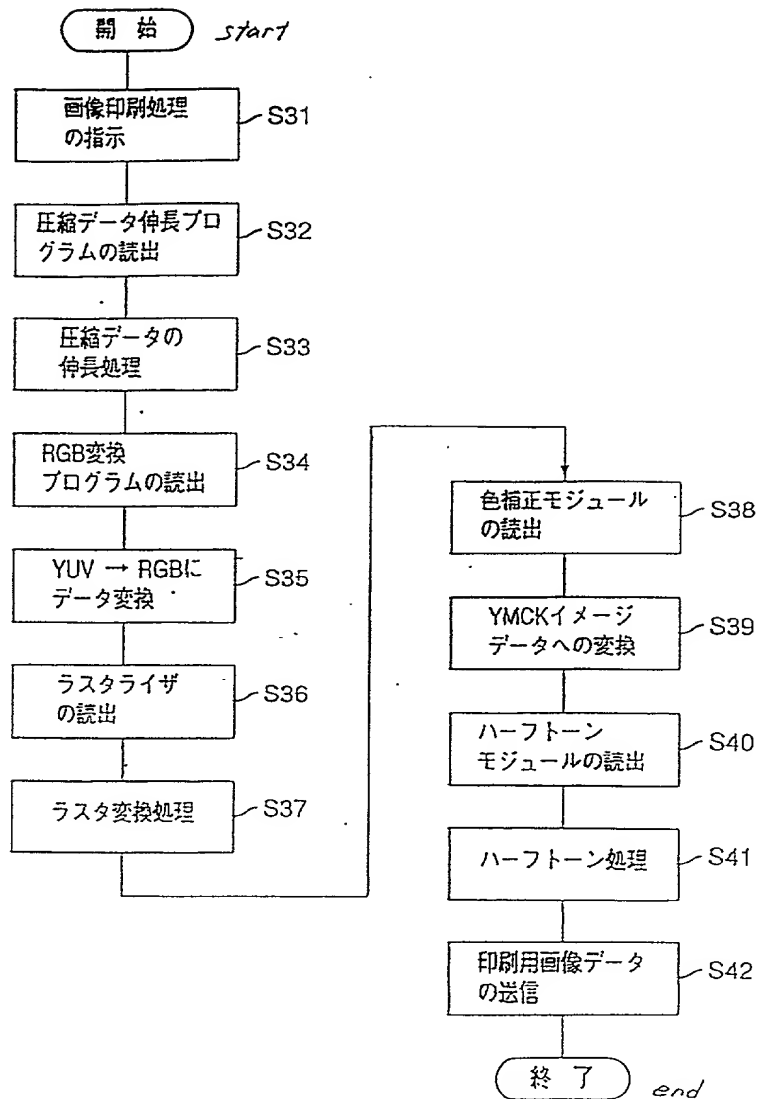 開 始
start
画像印刷処理
の指示
S31
圧縮データ伸長プロ
グラムの読出
S32
圧縮データの
伸長処理
S33
RGB変換
プログラムの読出
S34
YUV → RGBに
データ変換
S35
ラスタライザ
の読出
S36
ラスタ変換処理
S37
色補正モジュール
の読出
S38
YMCKイメージ
データへの変換
S39
ハーフトーン
モジュールの読出
S40
ハーフトーン処理
S41
印刷用画像データ
の送信
S42
終 了
end